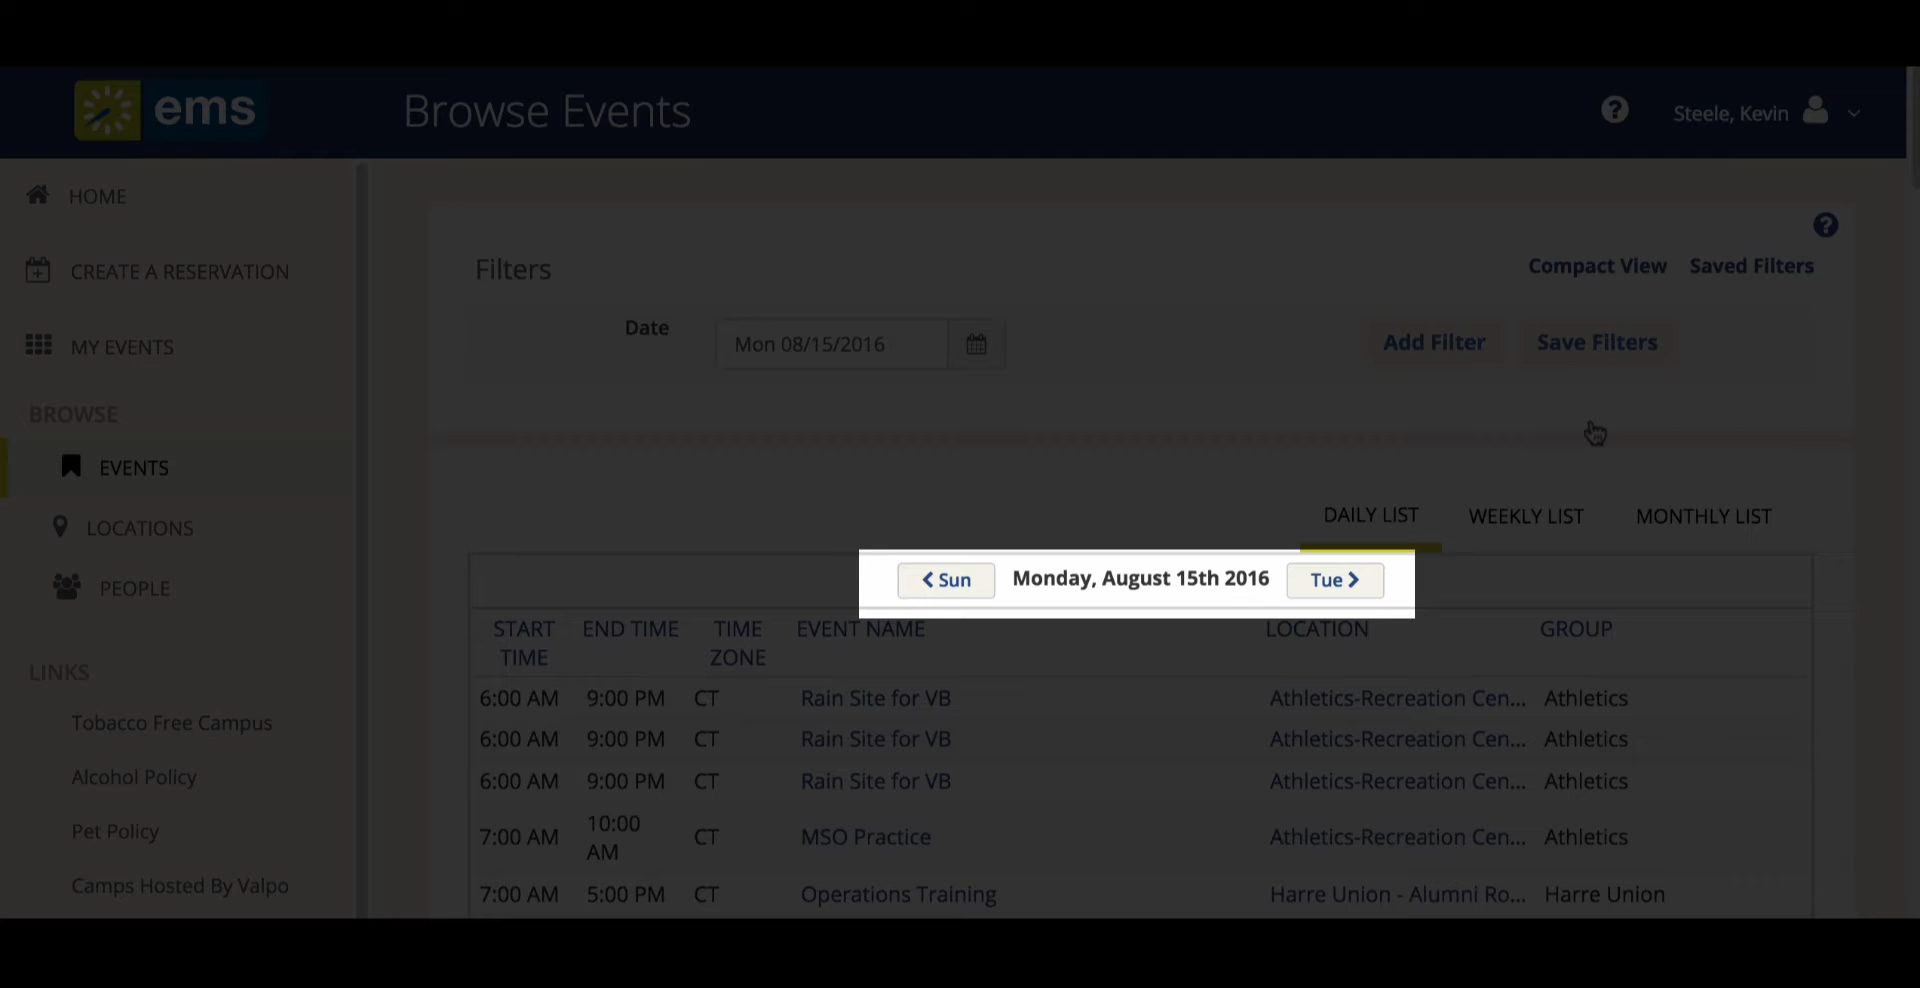 ems
Browse Events
Steele, Kevin
HOME
CREATE A RESERVATION
MY EVENTS
BROWSE
EVENTS
LOCATIONS
PEOPLE
LINKS
Tobacco Free Campus
Alcohol Policy
Pet Policy
Camps Hosted By Valpo
?
?
Filters
Compact View Saved Filters
Date
Mon 08/15/2016
Add Filter Save Filters
DAILY LIST WEEKLY LIST MONTHLY LIST
Sun Monday, August 15th 2016 Tue
START TIME END TIME TIME ZONE EVENT NAME LOCATION GROUP
6:00 AM 9:00 PM CT Rain Site for VB Athletics-Recreation Cen... Athletics
6:00 AM 9:00 PM CT Rain Site for VB Athletics-Recreation Cen... Athletics
6:00 AM 9:00 PM CT Rain Site for VB Athletics-Recreation Cen... Athletics
7:00 AM 10:00 AM CT MSO Practice Athletics-Recreation Cen... Athletics
7:00 AM 5:00 PM CT Operations Training Harre Union - Alumni Ro... Harre Union